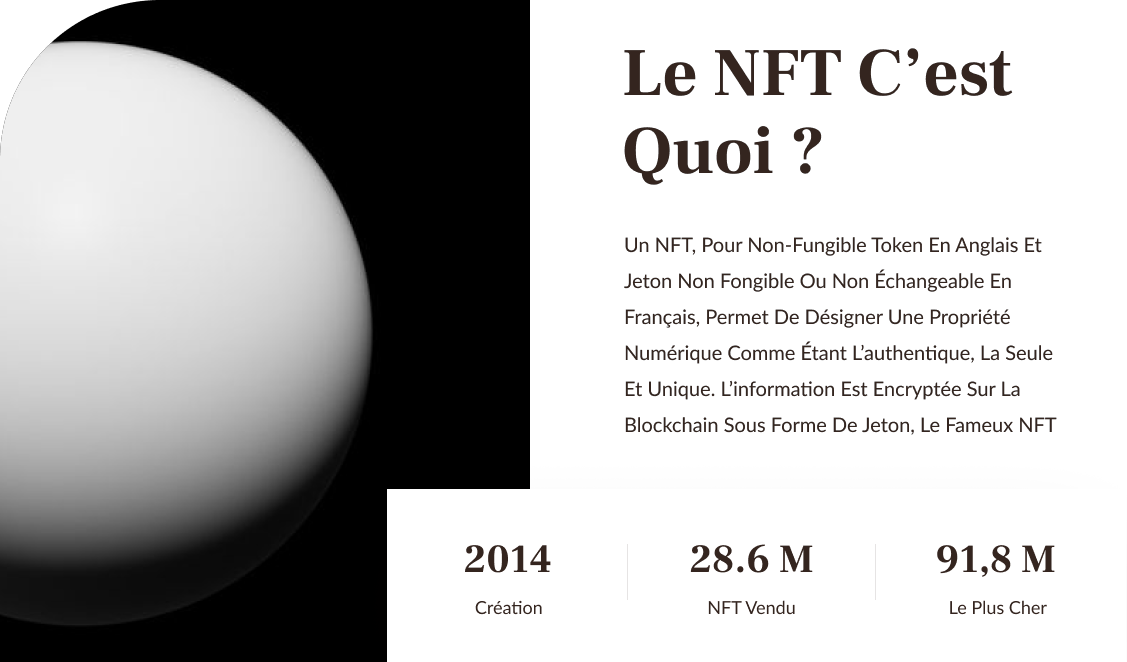 Le NFT C’est
Quoi ?
Un NFT, Pour Non-Fungible Token En Anglais Et
Jeton Non Fongible Ou Non Échangeable En
Français, Permet De Désigner Une Propriété
Numérique Comme Étant L’authentique, La Seule
Et Unique. L’information Est Encryptée Sur La
Blockchain Sous Forme De Jeton, Le Fameux NFT
2014
28.6 M
91,8 M
Création
NFT Vendu
Le Plus Cher